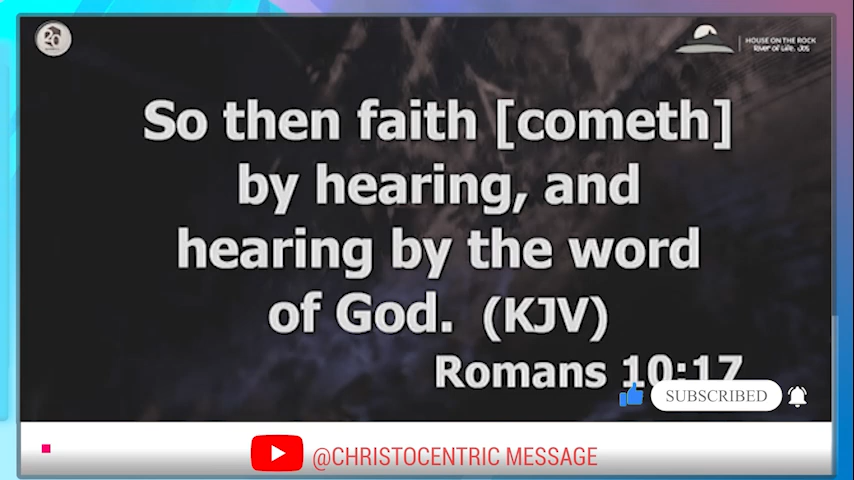 20
HOUSE ON THE ROCK
River of Life, Jos
So then faith [cometh]
by hearing, and
hearing by the word
of God. (KJV)
Romans 10:17
SUBSCRIBED
@CHRISTOCENTRIC MESSAGE